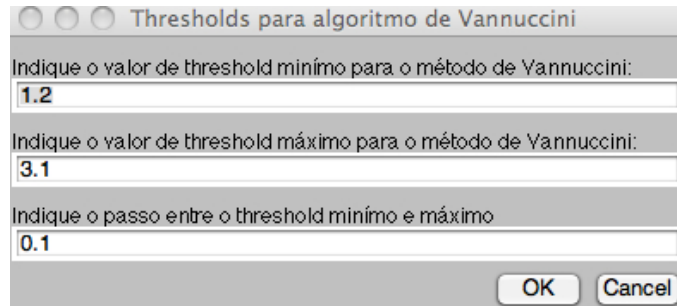 Thresholds para algoritmo de Vannuccini
Indique o valor de threshold minímo para o método de Vannuccini:
1.2
Indique o valor de threshold máximo para o método de Vannuccini:
3.1
Indique o passo entre o threshold minímo e máximo
0.1
OK Cancel